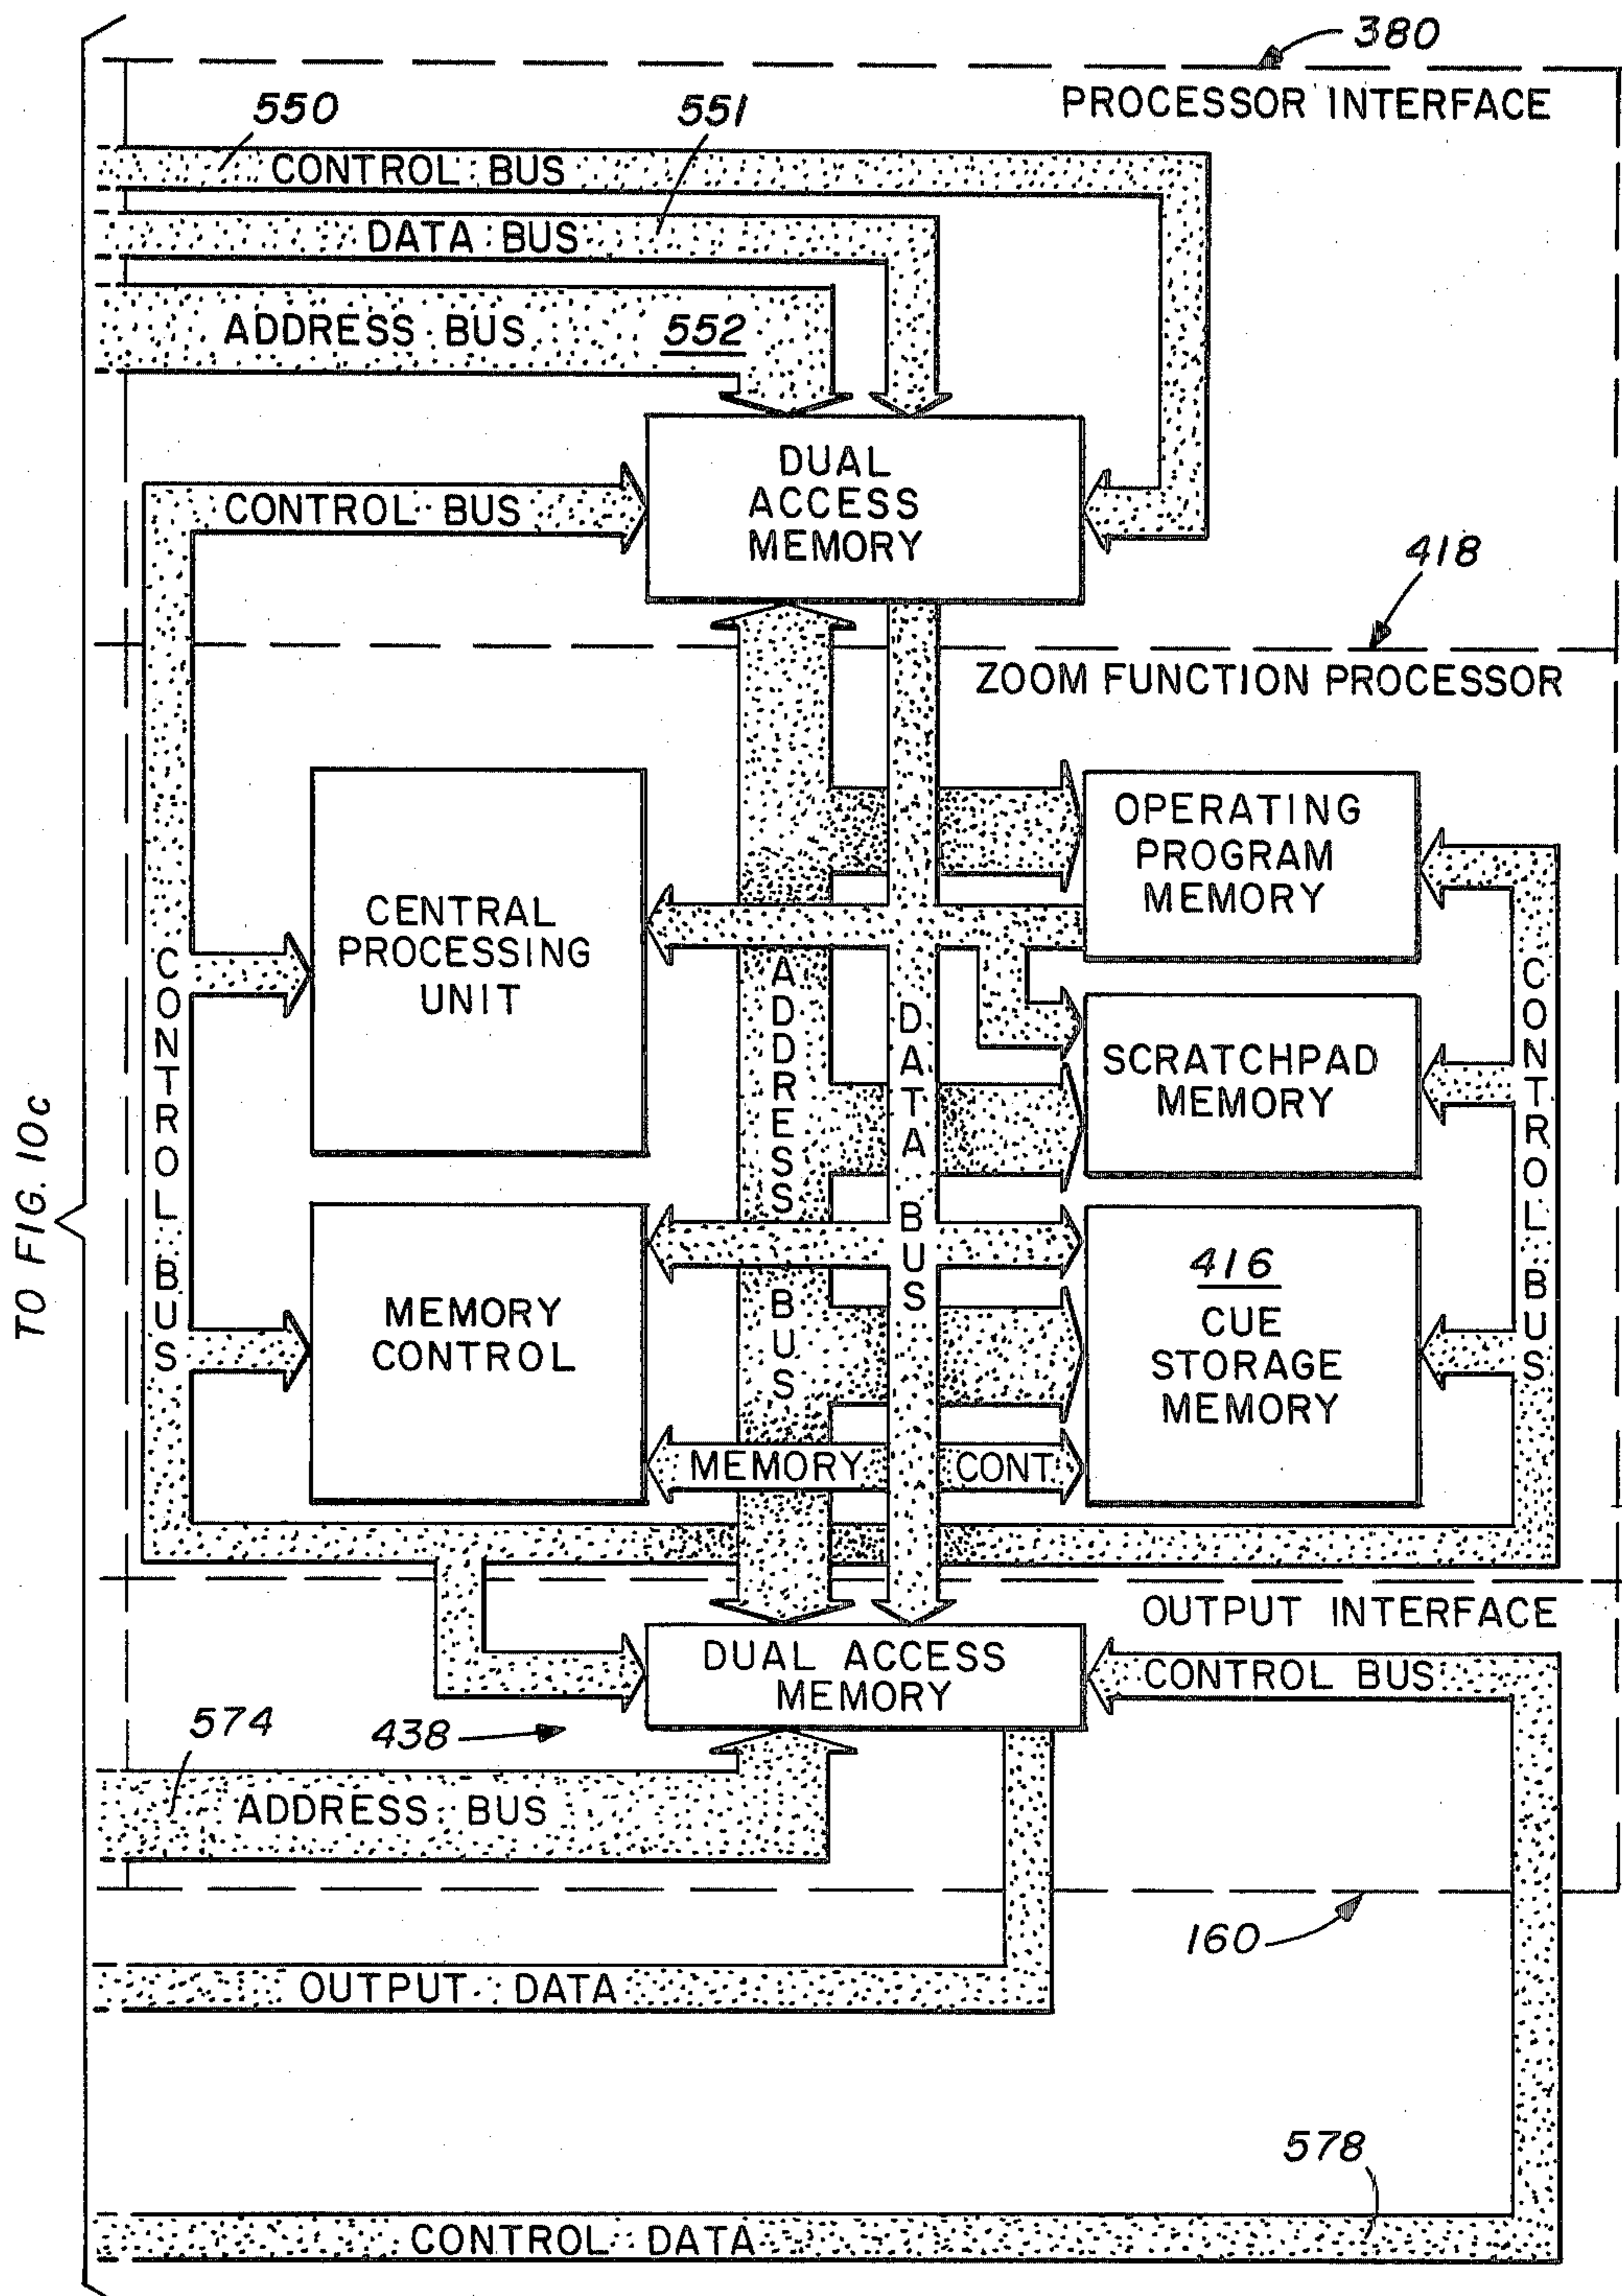 380
PROCESSOR INTERFACE
550
551
CONTROL BUS
DATA BUS
ADDRESS BUS 552
DUAL
ACCESS
MEMORY
CONTROL BUS
418
ZOOM FUNCTION PROCESSOR
OPERATING
PROGRAM
MEMORY
CENTRAL
PROCESSING
UNIT
CONTROL BUS
ADDRESS BUS
DATA BUS
CONTROL BUS
SCRATCHPAD
MEMORY
TO FIG. 10c
MEMORY
CONTROL
416
CUE
STORAGE
MEMORY
MEMORY CONT
OUTPUT INTERFACE
DUAL ACCESS
MEMORY
CONTROL BUS
574
438
ADDRESS BUS
160
OUTPUT DATA
578
CONTROL DATA